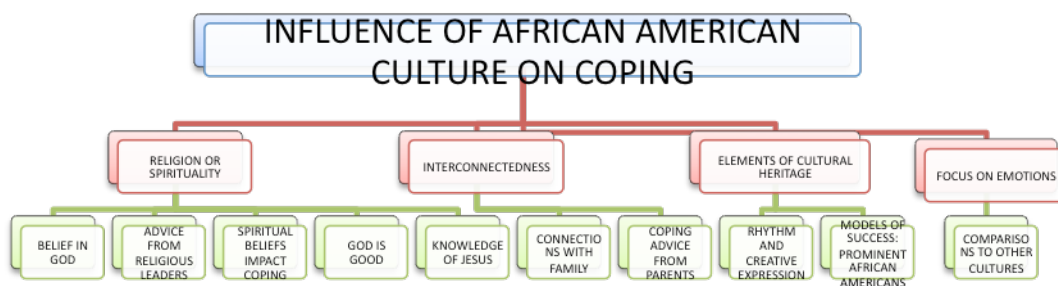 INFLUENCE OF AFRICAN AMERICAN
CULTURE ON COPING
RELIGION OR
SPIRITUALITY
INTERCONNECTEDNESS
ELEMENTS OF CULTURAL
HERITAGE
FOCUS ON EMOTIONS
BELIEF IN
GOD
ADVICE
FROM
RELIGIOUS
LEADERS
SPIRITUAL
BELIEFS
IMPACT
COPING
GOD IS
GOOD
KNOWLEDGE
OF JESUS
CONNECTIO
NS WITH
FAMILY
COPING
ADVICE
FROM
PARENTS
RHYTHM
AND
CREATIVE
EXPRESSION
MODELS OF
SUCCESS:
PROMINENT
AFRICAN
AMERICANS
COMPARISO
NS TO OTHER
CULTURES